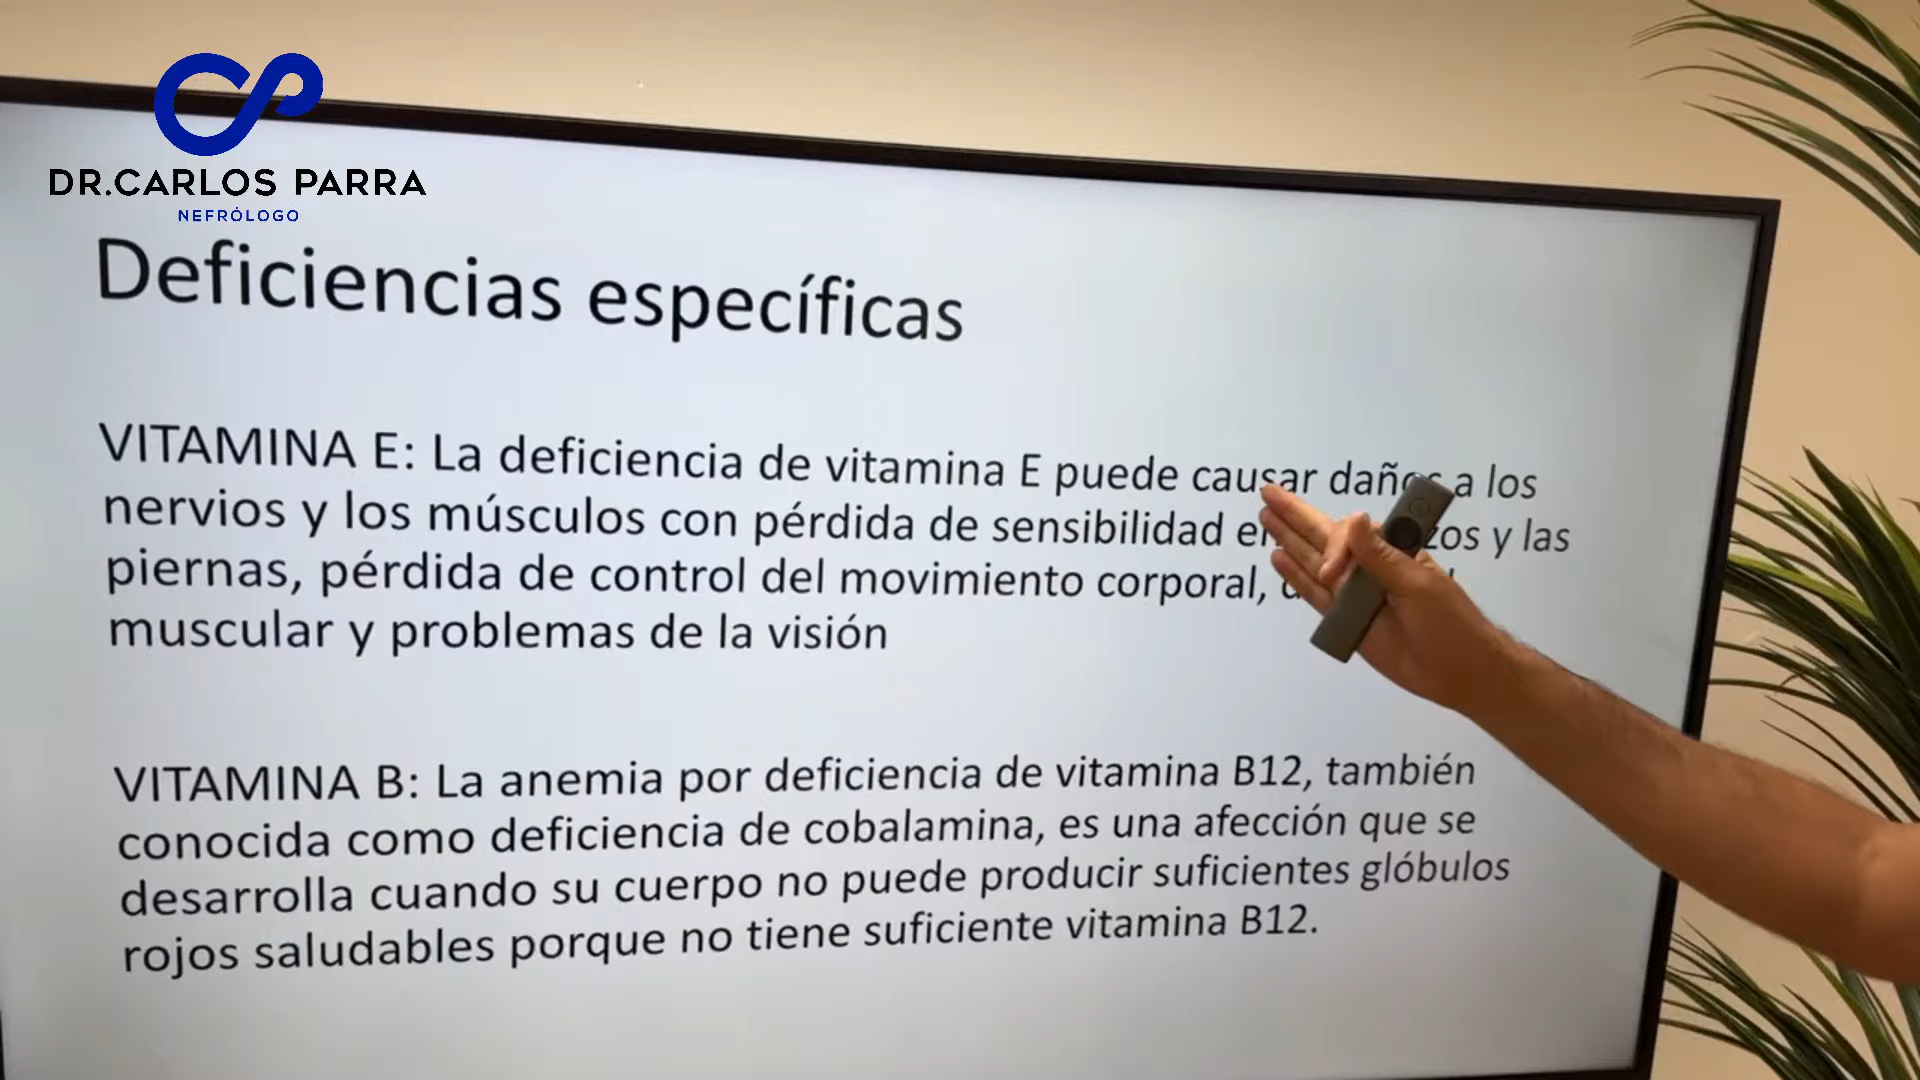 DR.CARLOS PARRA
NEFRÓLOGO
Deficiencias específicas
VITAMINA E: La deficiencia de vitamina E puede causar daños a los
nervios y los músculos con pérdida de sensibilidad en y las
piernas, pérdida de control del movimiento corporal,
muscular y problemas de la visión
VITAMINA B: La anemia por deficiencia de vitamina B12, también
conocida como deficiencia de cobalamina, es una afección que se
desarrolla cuando su cuerpo no puede producir suficientes glóbulos
rojos saludables porque no tiene suficiente vitamina B12.